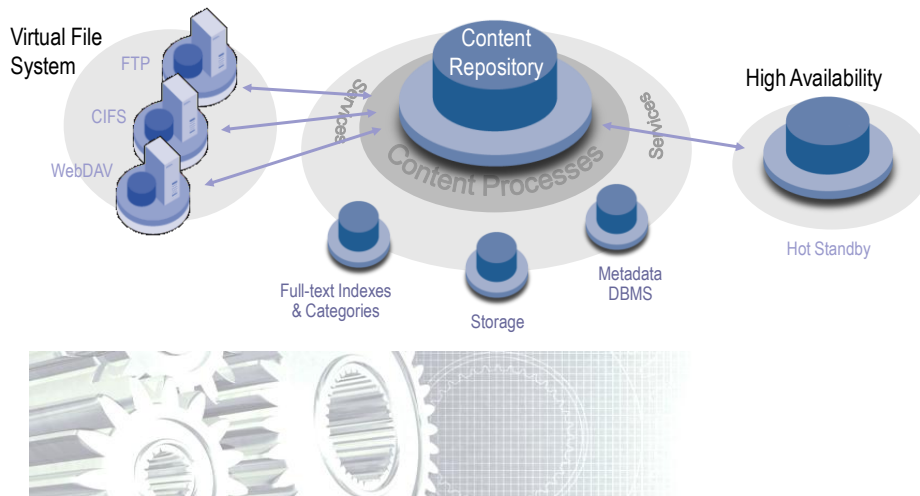 Virtual File
System
FTP
CIFS
WebDAV
Content
Repository
Services
Services
Content Processes
High Availability
Hot Standby
Full-text Indexes
& Categories
Storage
Metadata
DBMS